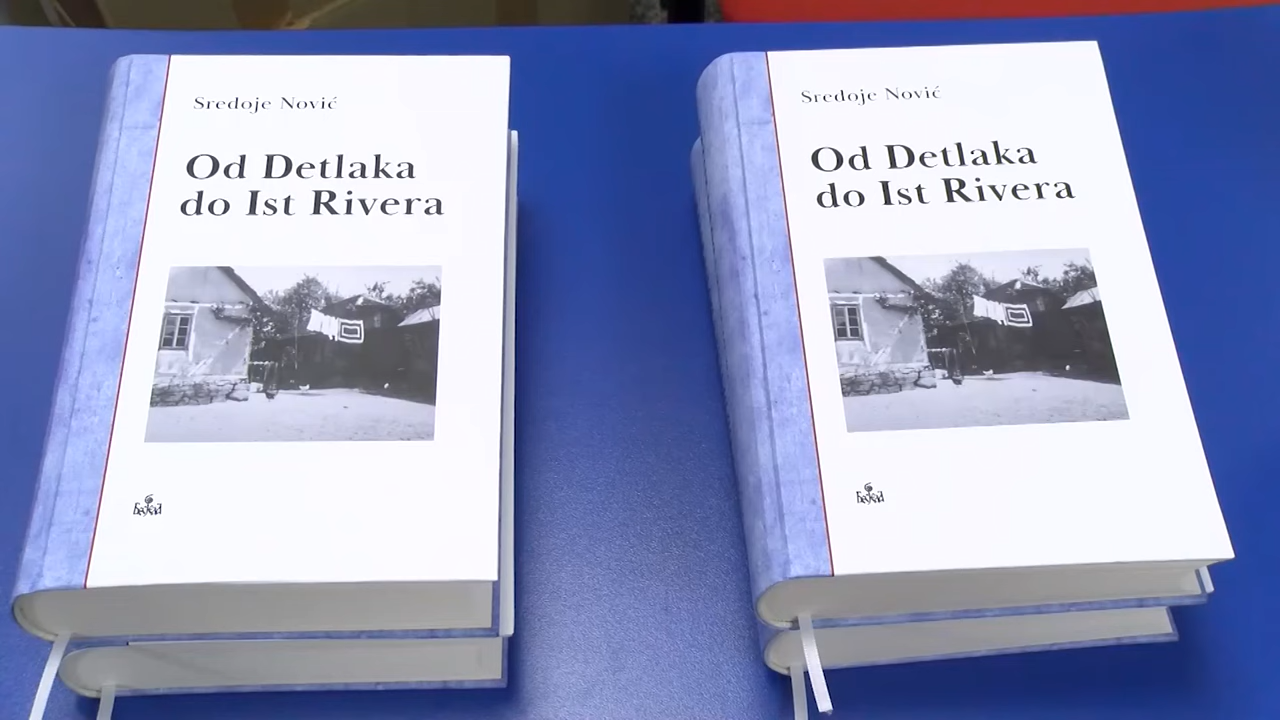 Sredoje Nović
Od Detlaka
do Ist Rivera
Sredoje Nović
Od Detlaka
do Ist Rivera